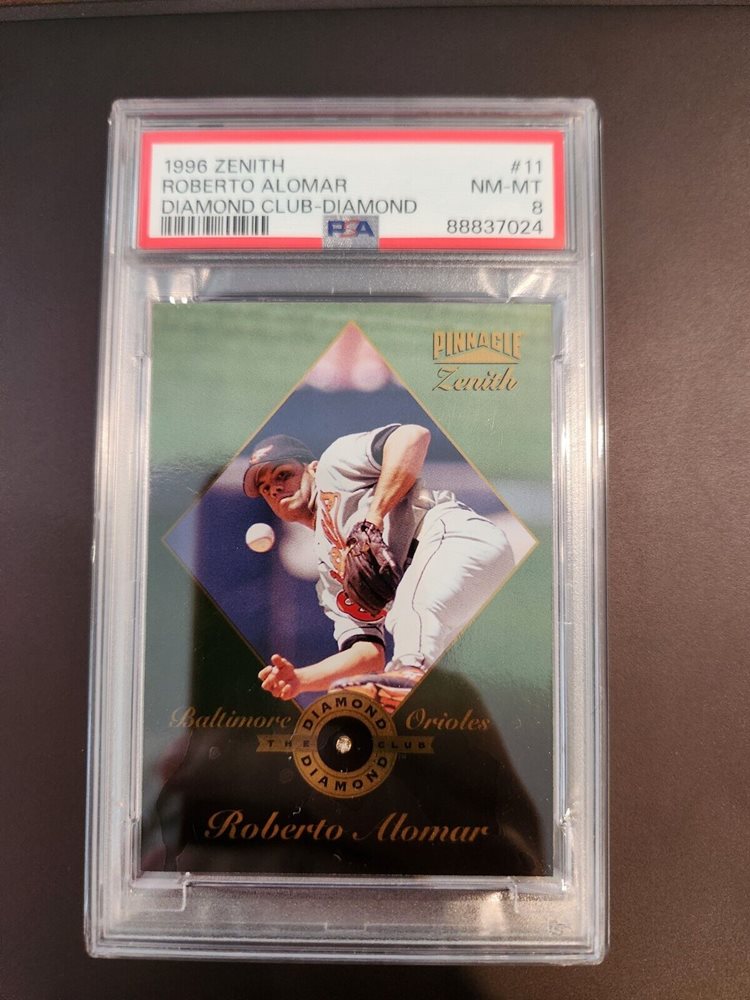 1996 ZENITH #11
ROBERTO ALOMAR NM-MT
DIAMOND CLUB-DIAMOND 8
PSA 88837024
PINNACLE
Zenith
Baltimore Orioles
DIAMOND
THE CLUB
DIAMOND
Roberto Alomar